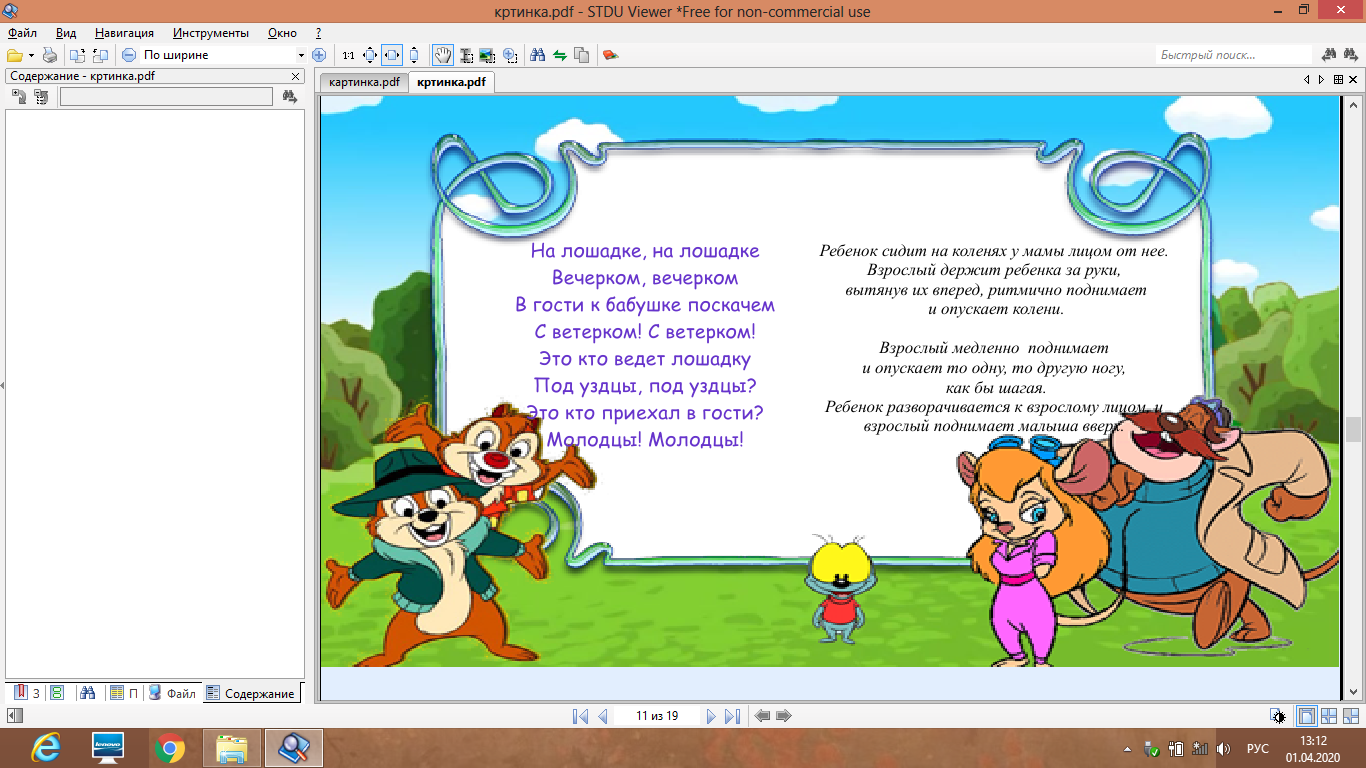 кртинка.pdf - STDU Viewer *Free for non-commercial use
Файл Вид Навигация Инструменты Окно ?
По ширине
1:1
Быстрый поиск...
Содержание - кртинка.pdf
картинка.pdf
кртинка.pdf
На лошадке, на лошадке
Вечерком, вечерком
В гости к бабушке поскачем
С ветерком! С ветерком!
Это кто ведет лошадку
Под уздцы, под уздцы?
Это кто приехал в гости?
Молодцы! Молодцы!
Ребенок сидит на коленях у мамы лицом от нее.
Взрослый держит ребенка за руки,
вытянув их вперед, ритмично поднимает
и опускает колени.
Взрослый медленно поднимает
и опускает то одну, то другую ногу,
как бы шагая.
Ребенок разворачивается к взрослому лицом, и
взрослый поднимает малыша вверх.
З
П
Файл
Содержание
11 из 19
lenovo
РУС
13:12
01.04.2020